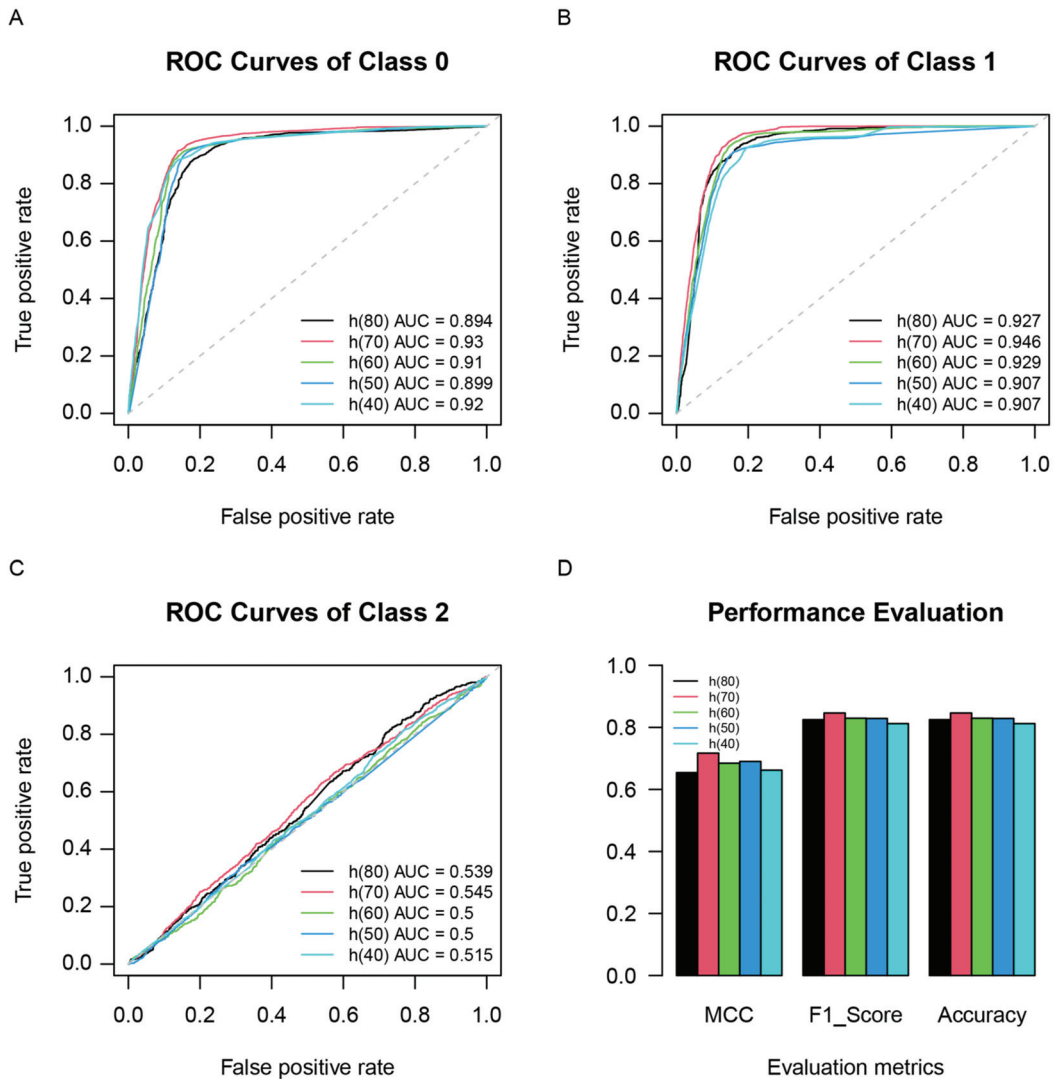 A
ROC Curves of Class 0
True positive rate
1.0
0.8
0.6
0.4
0.2
0.0
h(80) AUC = 0.894
h(70) AUC = 0.93
h(60) AUC = 0.91
h(50) AUC = 0.899
h(40) AUC = 0.92
0.0 0.2 0.4 0.6 0.8 1.0
False positive rate
B
ROC Curves of Class 1
True positive rate
1.0
0.8
0.6
0.4
0.2
0.0
h(80) AUC = 0.927
h(70) AUC = 0.946
h(60) AUC = 0.929
h(50) AUC = 0.907
h(40) AUC = 0.907
0.0 0.2 0.4 0.6 0.8 1.0
False positive rate
C
ROC Curves of Class 2
True positive rate
1.0
0.8
0.6
0.4
0.2
0.0
h(80) AUC = 0.539
h(70) AUC = 0.545
h(60) AUC = 0.5
h(50) AUC = 0.5
h(40) AUC = 0.515
0.0 0.2 0.4 0.6 0.8 1.0
False positive rate
D
Performance Evaluation
1.0
0.8
0.6
0.4
0.2
0.0
h(80)
h(70)
h(60)
h(50)
h(40)
MCC F1_Score Accuracy
Evaluation metrics